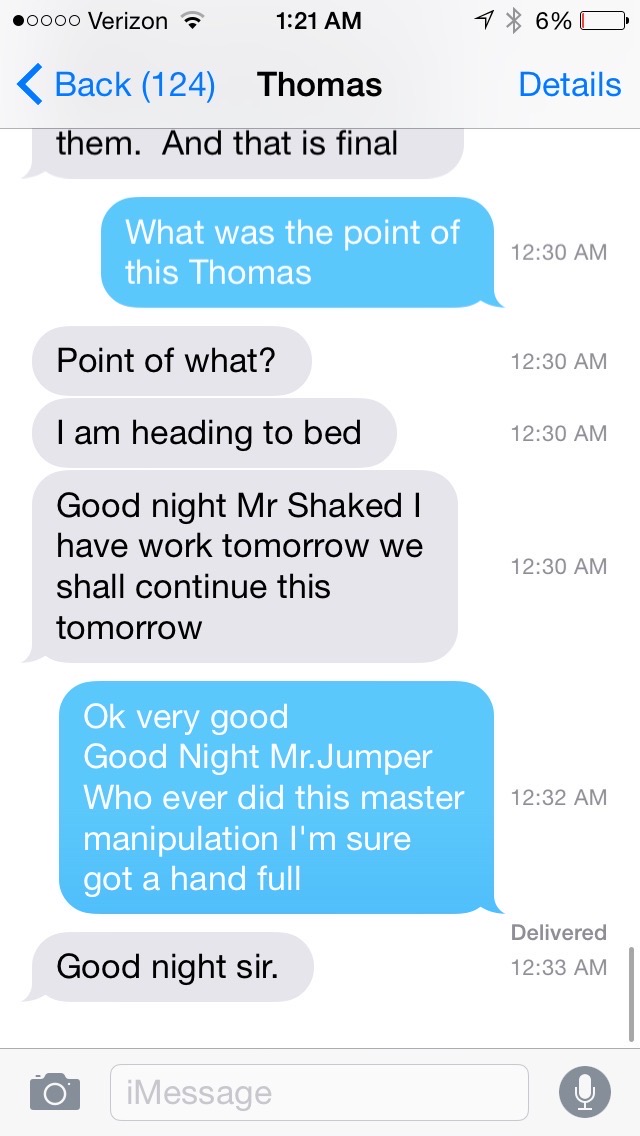 Verizon 1:21 AM 6%
Back (124) Thomas Details
them.  And that is final
What was the point of
this Thomas
12:30 AM
Point of what?
12:30 AM
I am heading to bed
12:30 AM
Good night Mr Shaked I
have work tomorrow we
shall continue this
tomorrow
12:30 AM
Ok very good
Good Night Mr.Jumper
Who ever did this master
manipulation I'm sure
got a hand full
12:32 AM
Delivered
Good night sir.
12:33 AM
iMessage